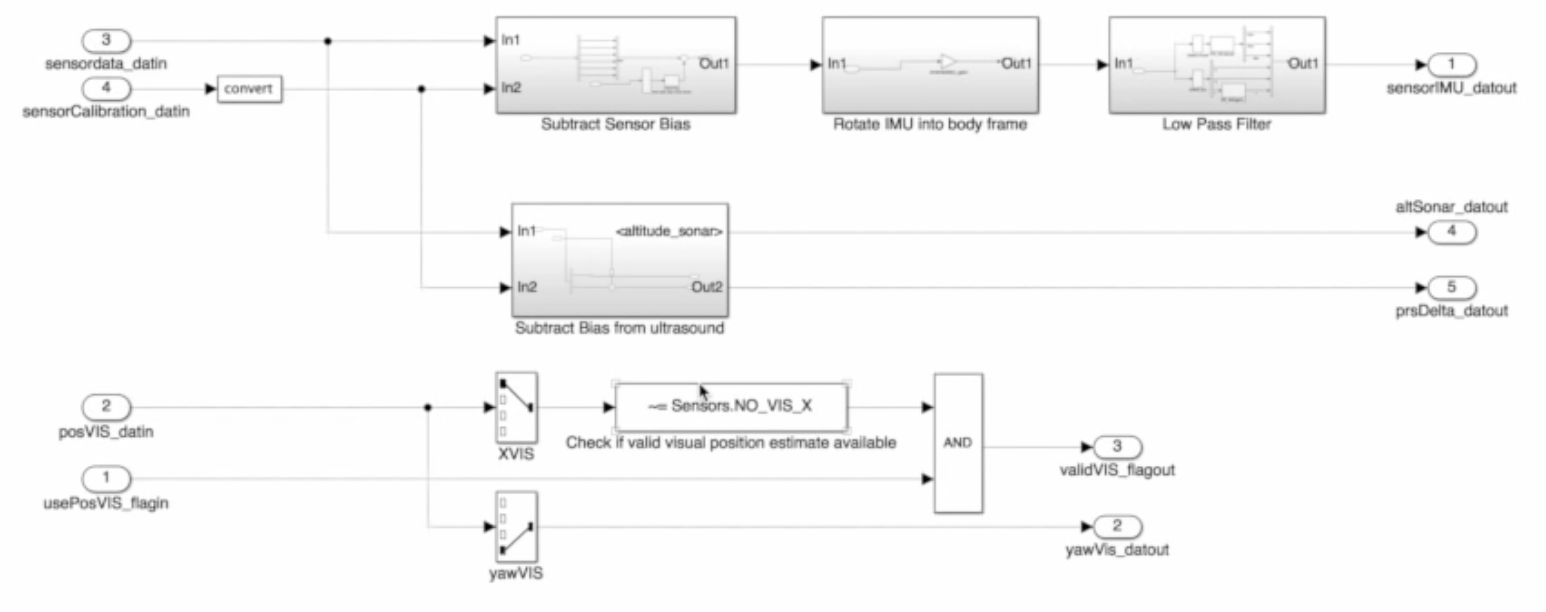 3
sensordata_datin
4
sensorCalibration_datin
convert
In1
In2
Out1
Subtract Sensor Bias
In1
Out1
Rotate IMU into body frame
In1
Out1
Low Pass Filter
1
sensorIMU_datout
In1
In2
<altitude_sonar>
Out2
Subtract Bias from ultrasound
altSonar_datout
4
5
prsDelta_datout
2
posVIS_datin
1
usePosVIS_flagin
XVIS
~= Sensors.NO_VIS_X
Check if valid visual position estimate available
AND
3
validVIS_flagout
yawVIS
2
yawVis_datout